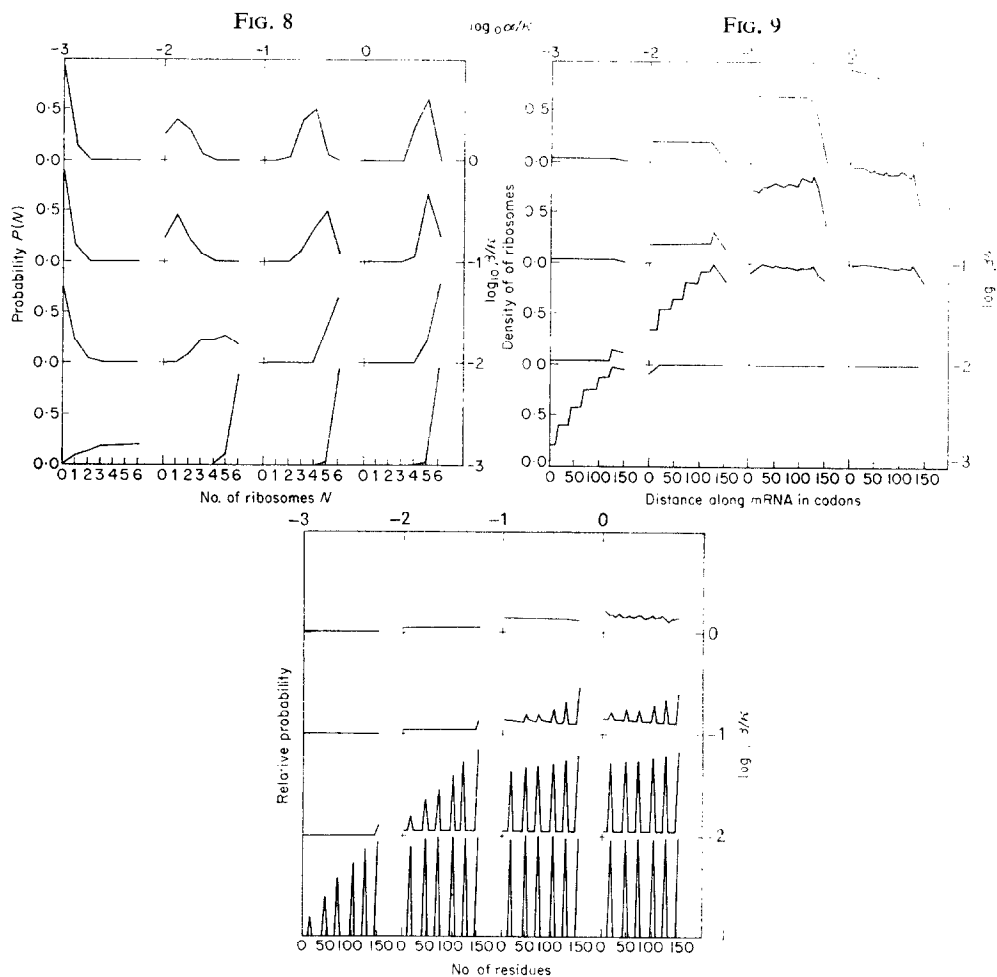 FIG. 8
FIG. 9
log₁₀ α/κ
-3 -2 -1 0
-3 -2 -1 0
0·5
0·0
0
0·5
0·0
-1
0·5
0·0
-2
0·5
0·0
-3
Probability P(N)
log₁₀ β/κ
0123456 0123456 0123456 0123456
No. of ribosomes N
0·5
0·0
0
0·5
0·0
-1
0·5
0·0
-2
0·5
0·0
-3
Density of of ribosomes
0 50 100 150 0 50 100 150 0 50 100 150 0 50 100 150
Distance along mRNA in codons
-3 -2 -1 0
0
-1
-2
Relative probability
0 50 100 150 0 50 100 150 0 50 100 150 0 50 100 150
No. of residues